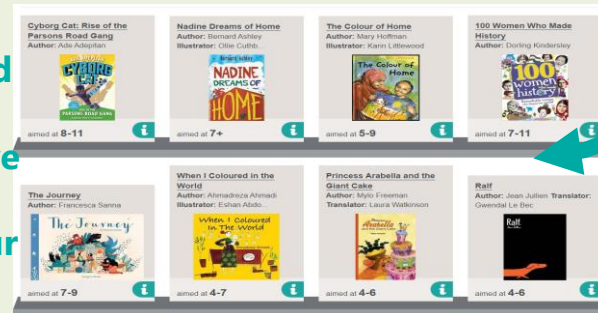 Cyborg Cat: Rise of the
Parsons Road Gang
Author: Ade Adepitan
CYBORG
CAT
PARSONS ROAD GANG
aimed at 8-11
i
Nadine Dreams of Home
Author: Bernard Ashley
Illustrator: Ollie Cuthb...
Bernard Ashley
NADINE
DREAMS OF
HOME
aimed at 7+
i
The Colour of Home
Author: Mary Hoffman
Illustrator: Karin Littlewood
The Colour of
Home
aimed at 5-9
i
100 Women Who Made
History
Author: Dorling Kindersley
100
women
history
aimed at 7-11
i
The Journey
Author: Francesca Sanna
The Journey
aimed at 7-9
i
When I Coloured in the
World
Author: Ahmadreza Ahmadi
Illustrator: Eshan Abdo...
When I Coloured
In The World
aimed at 4-7
i
Princess Arabella and the
Giant Cake
Author: Mylo Freeman
Translator: Laura Watkinson
Princess
Arabella
aimed at 4-6
i
Ralf
Author: Jean Jullien Translator:
Gwendal Le Bec
Ralf
aimed at 4-6
i